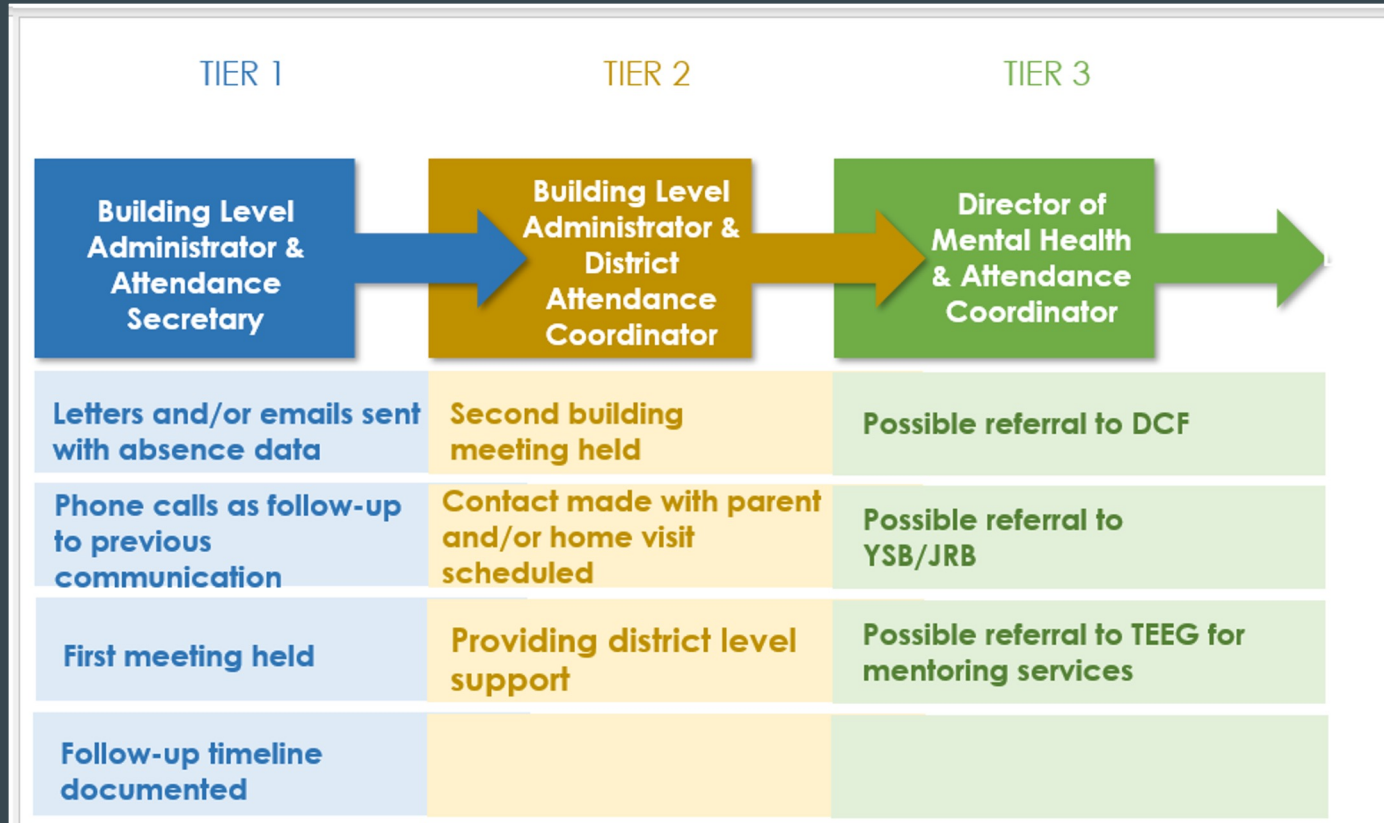 TIER 1
TIER 2
TIER 3
Building Level
Administrator &
Attendance
Secretary
Building Level
Administrator &
District
Attendance
Coordinator
Director of
Mental Health
& Attendance
Coordinator
Letters and/or emails sent
with absence data
Second building
meeting held
Possible referral to DCF
Phone calls as follow-up
to previous
communication
Contact made with parent
and/or home visit
scheduled
Possible referral to
YSB/JRB
First meeting held
Providing district level
support
Possible referral to TEEG for
mentoring services
Follow-up timeline
documented